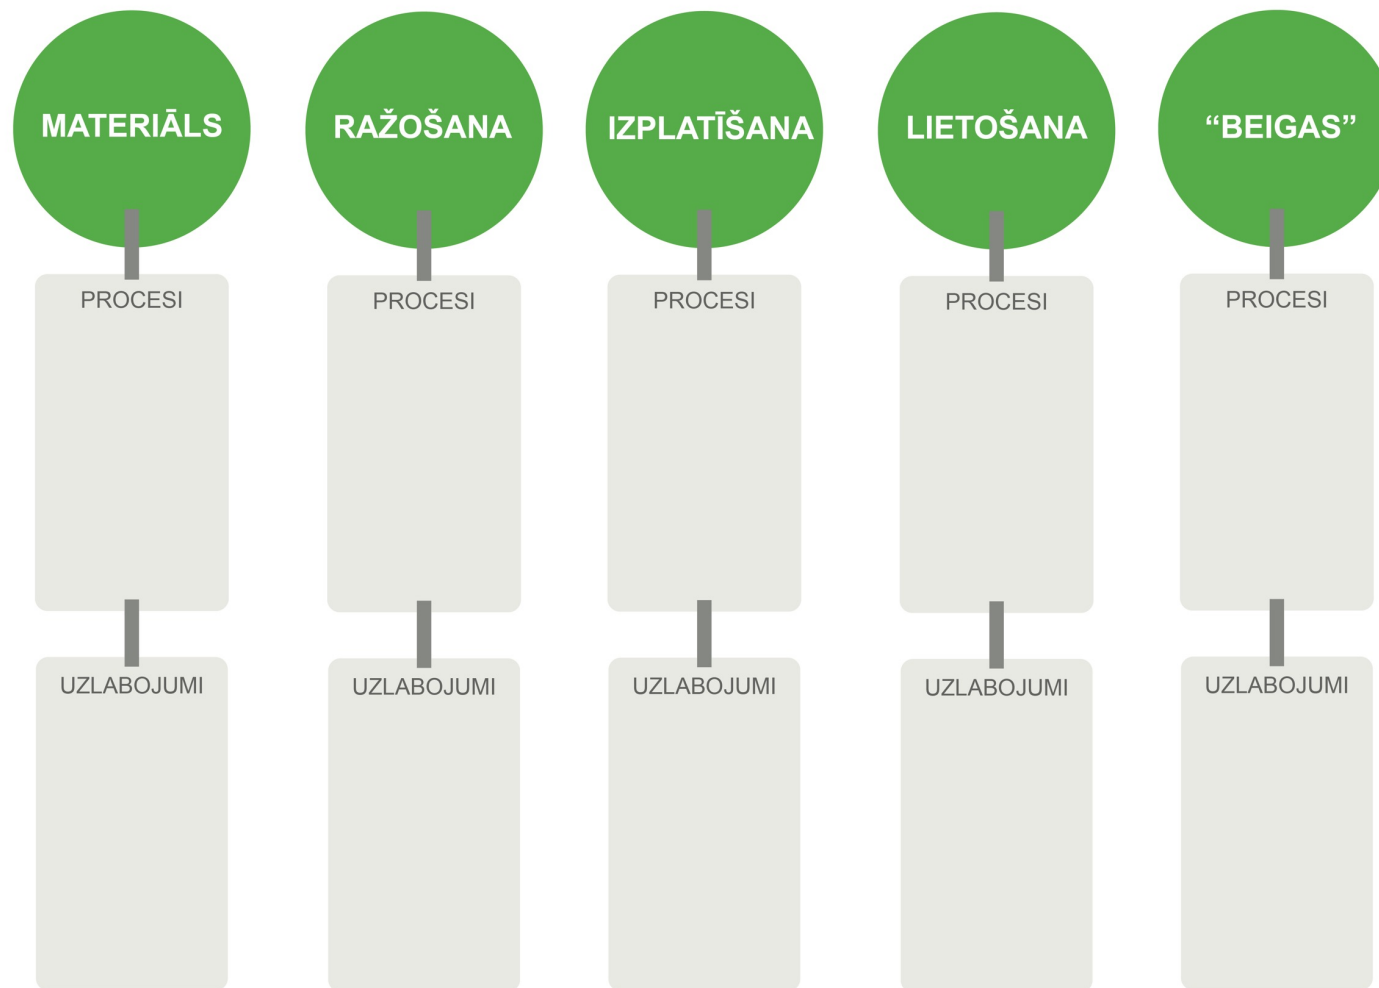 MATERIĀLS
RAŽOŠANA
IZPLATĪŠANA
LIETOŠANA
“BEIGAS”
PROCESI
PROCESI
PROCESI
PROCESI
PROCESI
UZLABOJUMI
UZLABOJUMI
UZLABOJUMI
UZLABOJUMI
UZLABOJUMI